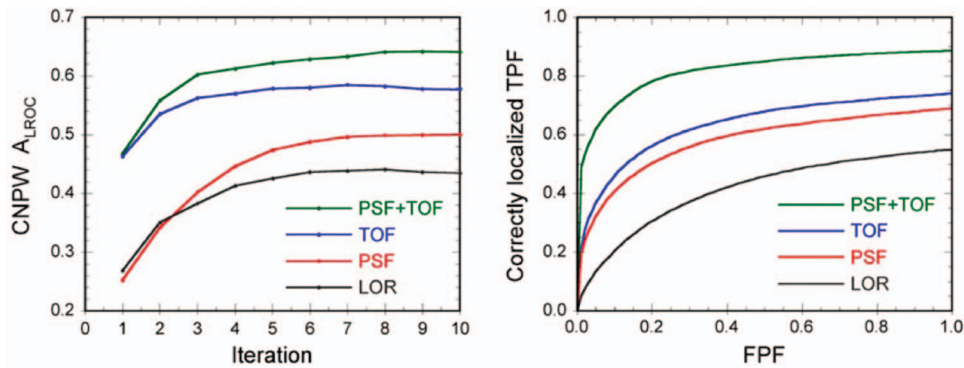 0.7
0.6
0.5
0.4
0.3
0.2
CNPW A_LROC
PSF+TOF
TOF
PSF
LOR
0 1 2 3 4 5 6 7 8 9 10
Iteration
1.0
0.8
0.6
0.4
0.2
0.0
Correctly localized TPF
PSF+TOF
TOF
PSF
LOR
0.0 0.2 0.4 0.6 0.8 1.0
FPF